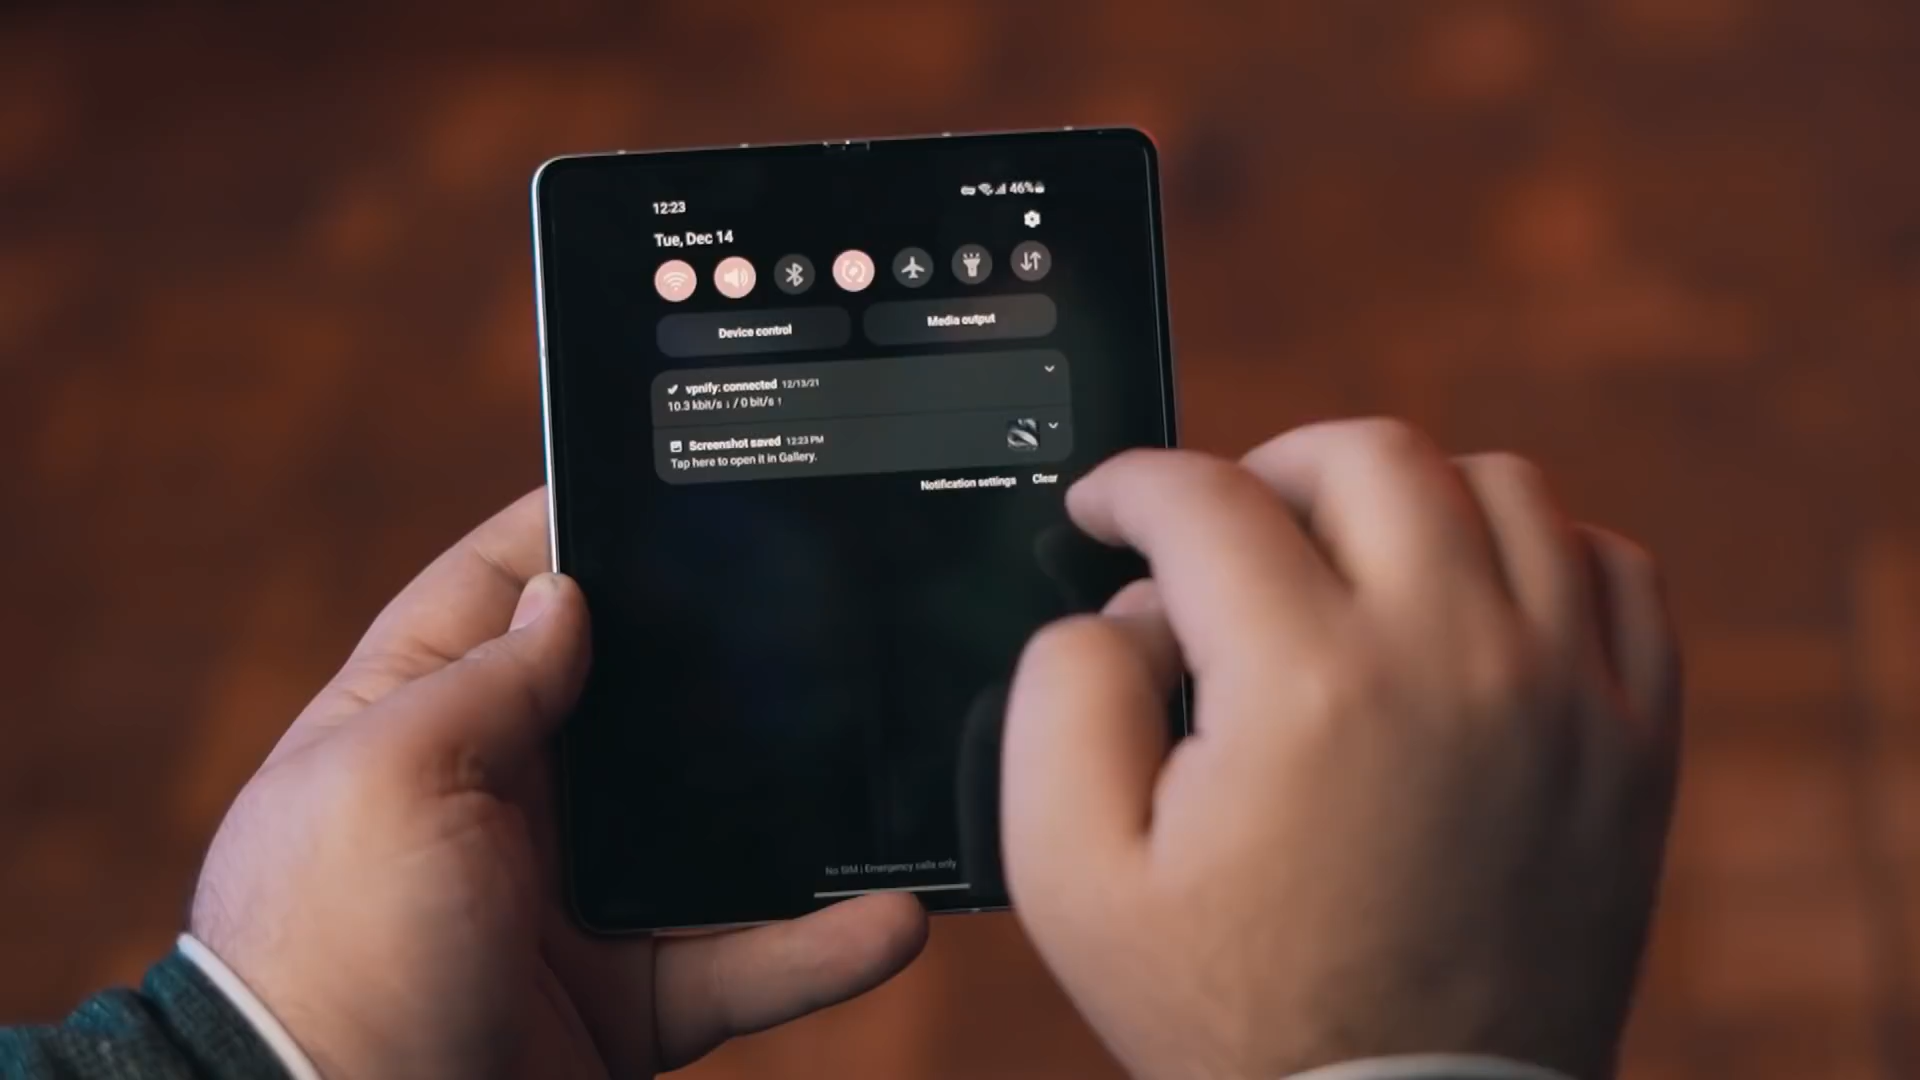 12:23
46%
Tue, Dec 14
Device control
Media output
vpnify: connected 12/13/21
10.3 kbit/s ↓ / 0 bit/s ↑
Screenshot saved 12:23 PM
Tap here to open it in Gallery.
Notification settings Clear
No SIM | Emergency calls only